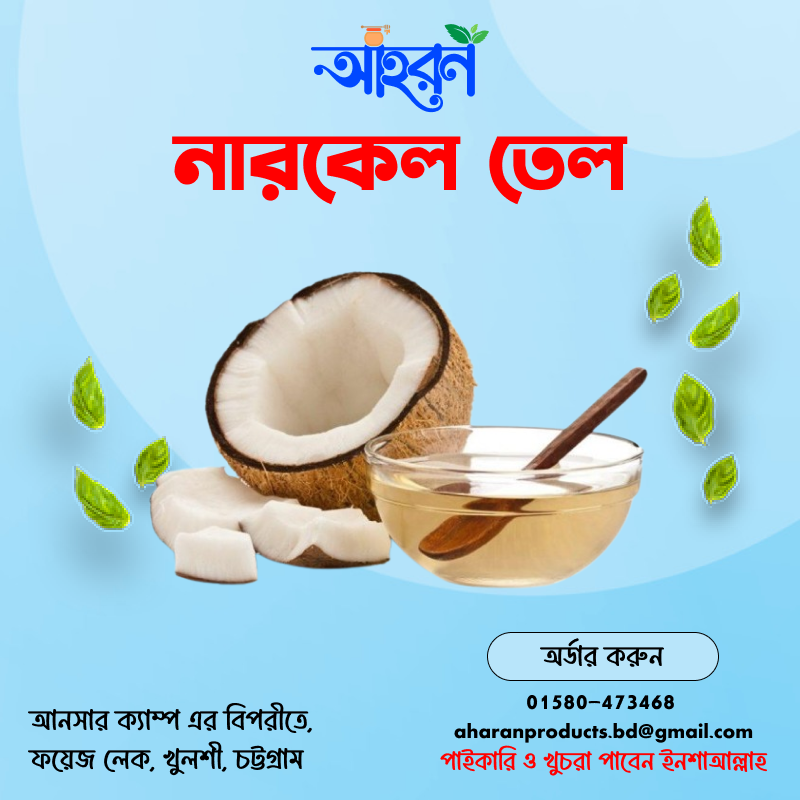 আহরন
নারকেল তেল
অর্ডার করুন
01580-473468
aharanproducts.bd@gmail.com
পাইকারি ও খুচরা পাবেন ইনশাআল্লাহ
আনসার ক্যাম্প এর বিপরীতে,
ফয়েজ লেক, খুলশী, চট্টগ্রাম